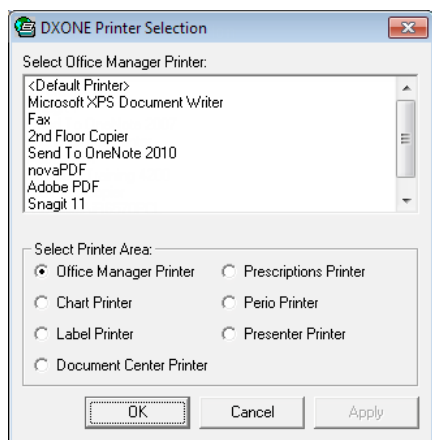 DXONE Printer Selection
Select Office Manager Printer:
<Default Printer>
Microsoft XPS Document Writer
Fax
2nd Floor Copier
Send To OneNote 2010
novaPDF
Adobe PDF
Snagit 11
Select Printer Area:
Office Manager Printer Prescriptions Printer
Chart Printer Perio Printer
Label Printer Presenter Printer
Document Center Printer
OK Cancel Apply